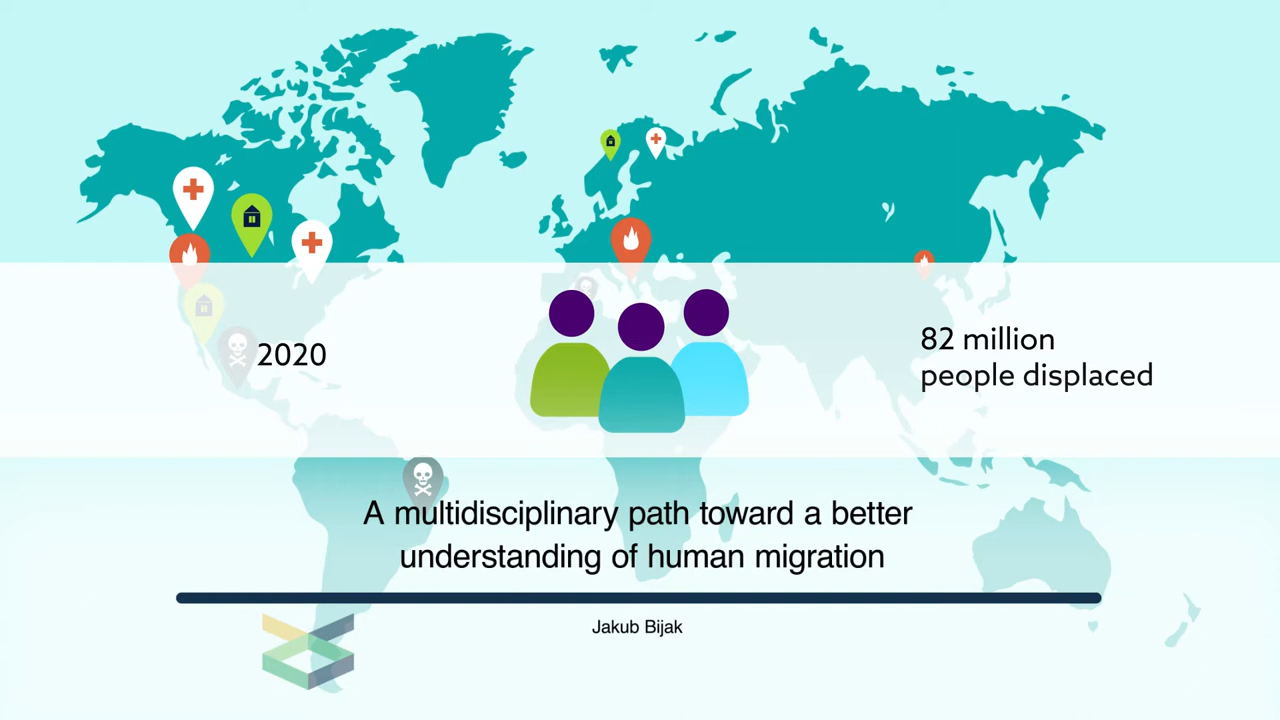 2020
82 million
people displaced
A multidisciplinary path toward a better
understanding of human migration
Jakub Bijak